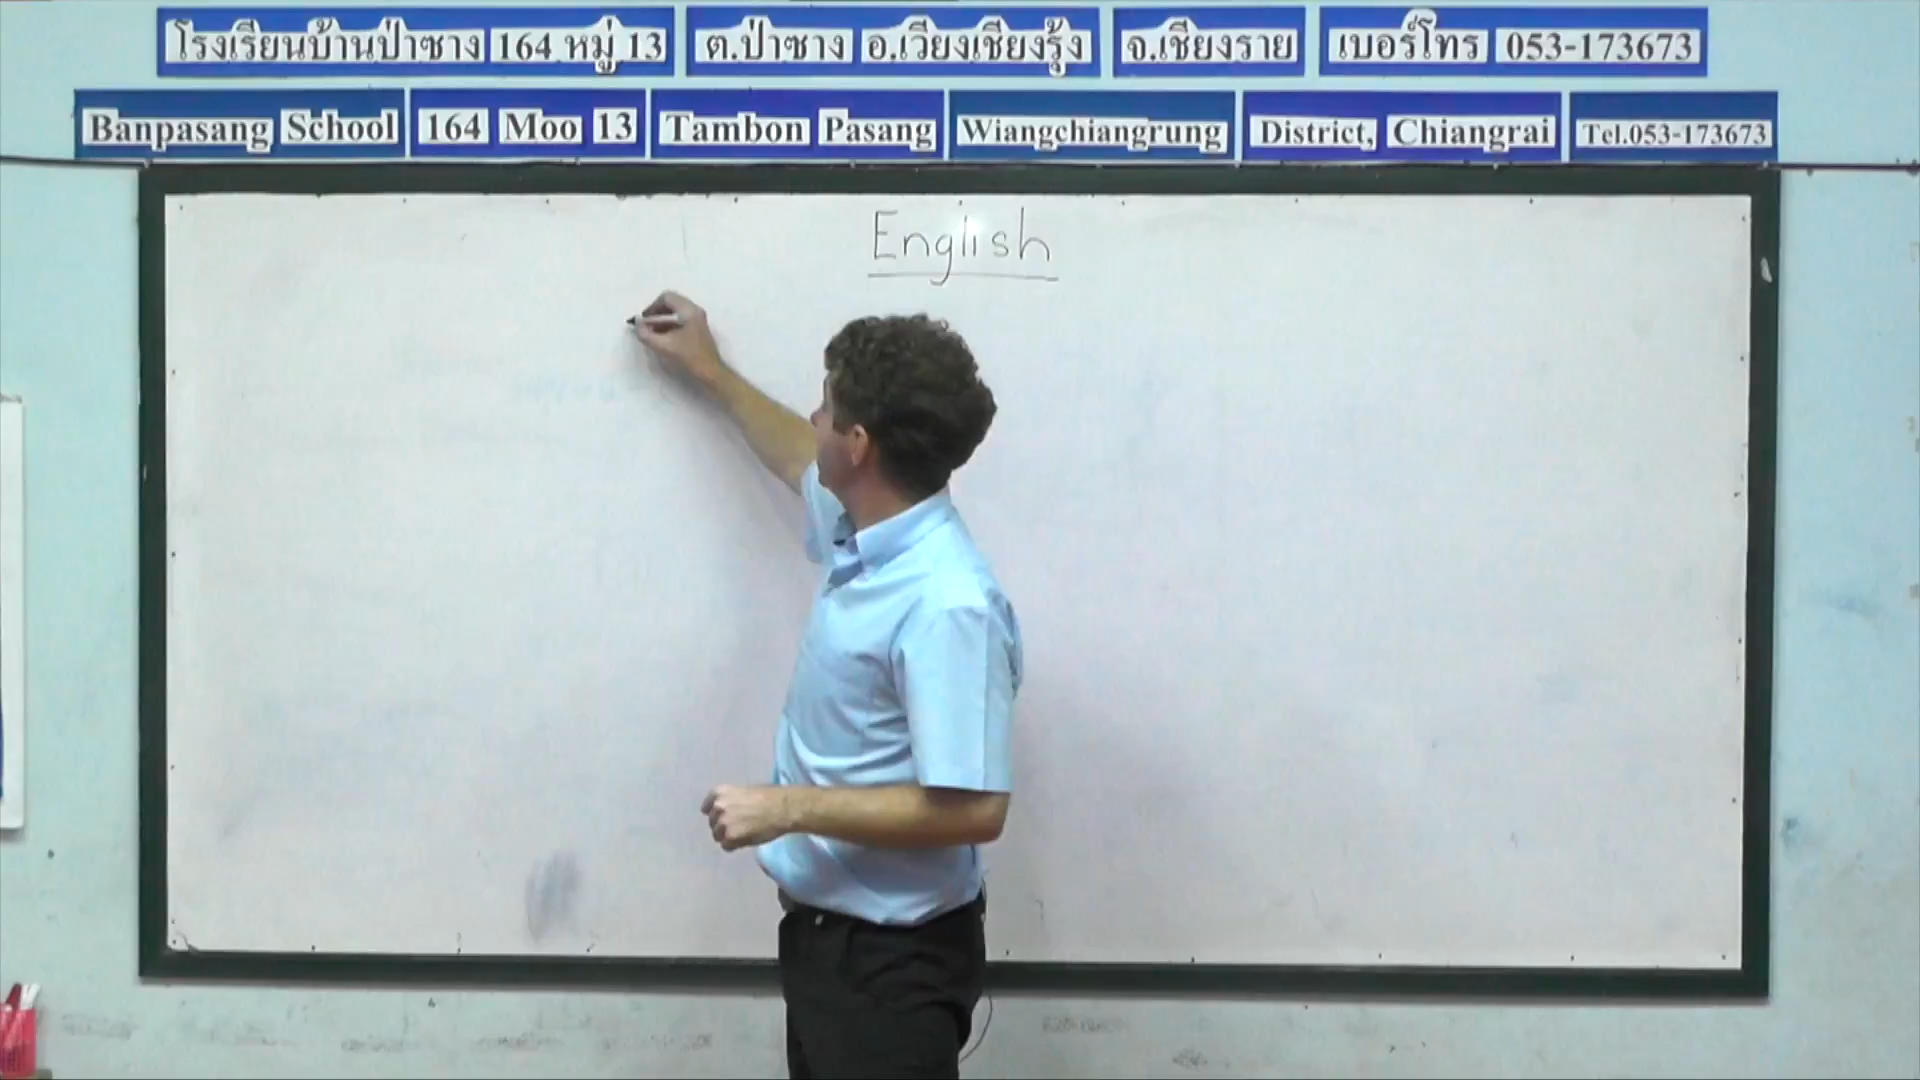 โรงเรียนบ้านป่าซาง 164 หมู่ 13 ต.ป่าซาง อ.เวียงเชียงรุ้ง จ.เชียงราย เบอร์โทร 053-173673
Banpasang School 164 Moo 13 Tambon Pasang Wiangchiangrung District, Chiangrai Tel.053-173673
English